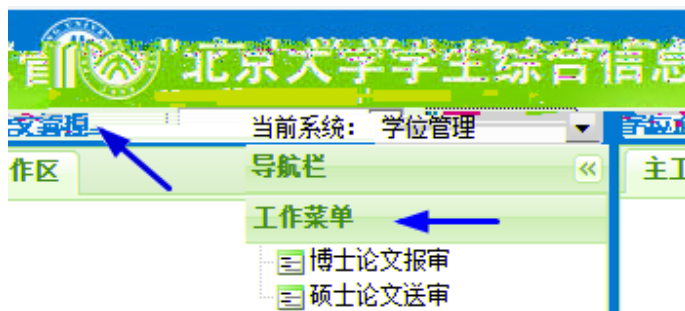 北京大学学生综合信息
当前系统： 学位管理
作区
导航栏
主工
工作菜单
博士论文报审
硕士论文送审